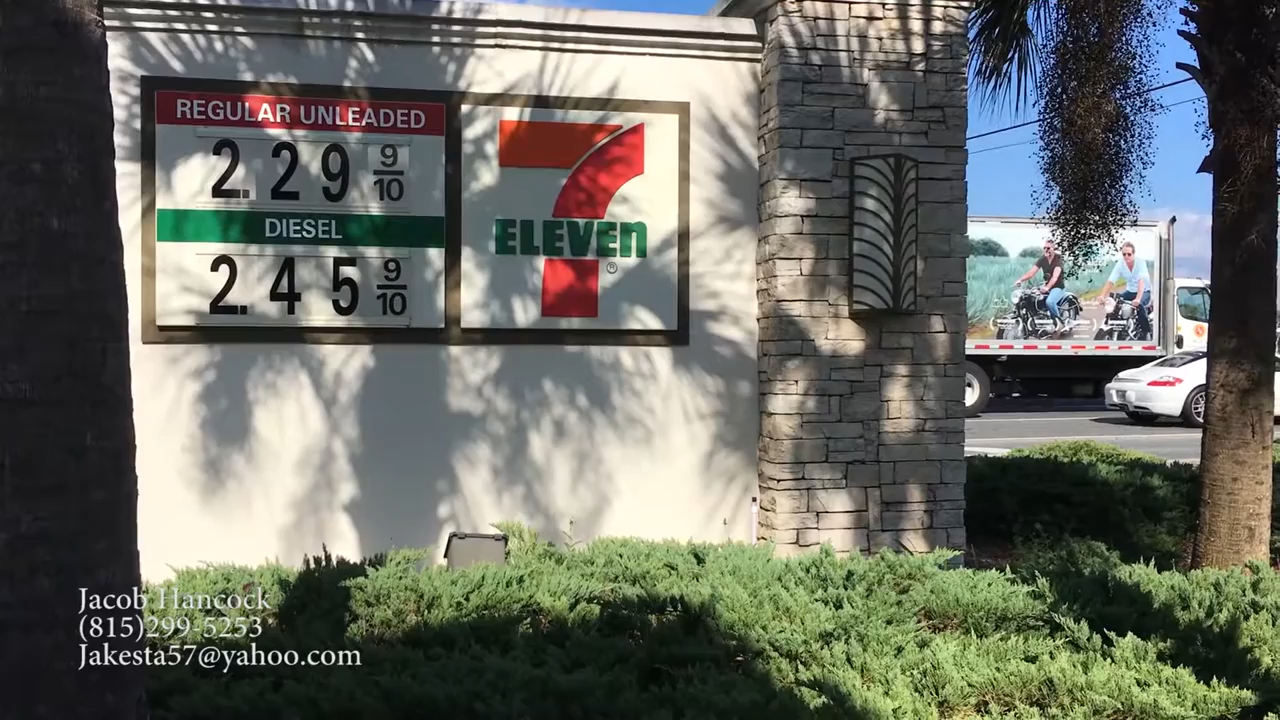 REGULAR UNLEADED
2.29 9/10
DIESEL
2.45 9/10
7
ELEVEn
®
Jacob Hancock
(815)299-5253
Jakesta57@yahoo.com